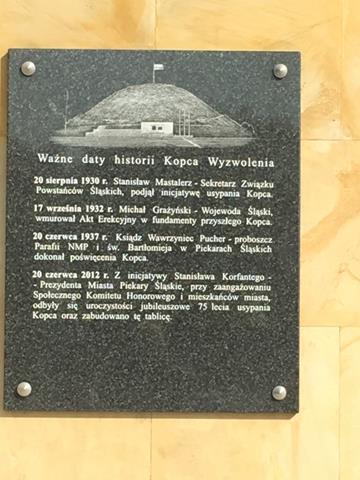 Ważne daty historii Kopca Wyzwolenia
20 sierpnia 1930 r. Stanisław Mastalerz - Sekretarz Związku
Powstańców Śląskich, podjął inicjatywę usypania Kopca.
17 września 1932 r. Michał Grażyński - Wojewoda Śląski,
wmurował Akt Erekcyjny w fundamenty przyszłego Kopca.
20 czerwca 1937 r. Ksiądz Wawrzyniec Pucher - proboszcz
Parafii NMP i św. Bartłomieja w Piekarach Śląskich
dokonał poświęcenia Kopca.
20 czerwca 2012 r. Z inicjatywy Stanisława Korfantego -
- Prezydenta Miasta Piekary Śląskie, przy zaangażowaniu
Społecznego Komitetu Honorowego i mieszkańców miasta,
odbyły się uroczystości jubileuszowe 75 lecia usypania
Kopca oraz zabudowano tę tablicę.